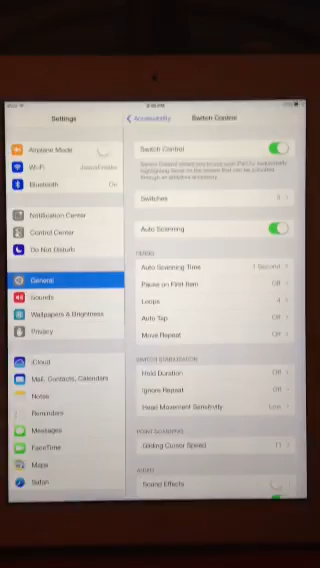 iPad
Settings
Accessibility
Switch Control
Airplane Mode
Wi-Fi
Bluetooth
On
Notification Center
Control Center
Do Not Disturb
General
Sounds
Wallpapers & Brightness
Privacy
iCloud
Mail, Contacts, Calendars
Notes
Reminders
Messages
FaceTime
Maps
Safari
Switch Control
Switches
Auto Scanning
TIMING
Auto Scanning Time
1 Second
Pause on First Item
Off
Loops
4
Auto Tap
Off
Move Repeat
Off
SWITCH STABILIZATION
Hold Duration
Off
Ignore Repeat
Off
Head Movement Sensitivity
Low
POINT SCANNING
Gliding Cursor Speed
11
AUDIO
Sound Effects